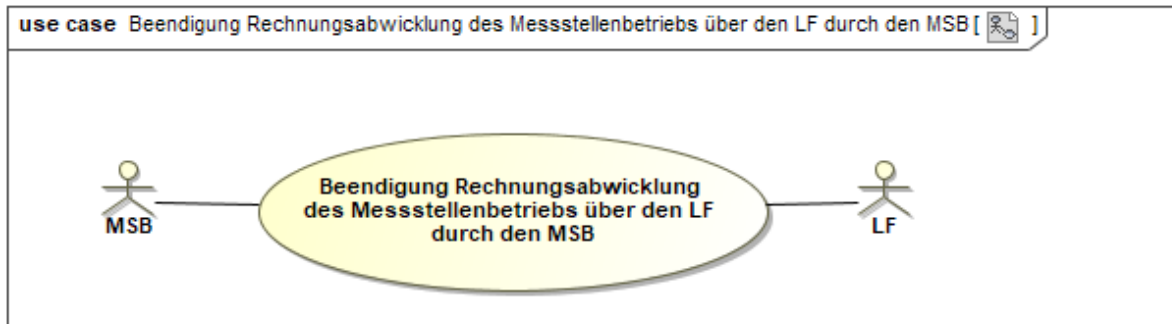 use case Beendigung Rechnungsabwicklung des Messstellenbetriebs über den LF durch den MSB [ ]
Beendigung Rechnungsabwicklung
des Messstellenbetriebs über den LF
durch den MSB
MSB
LF